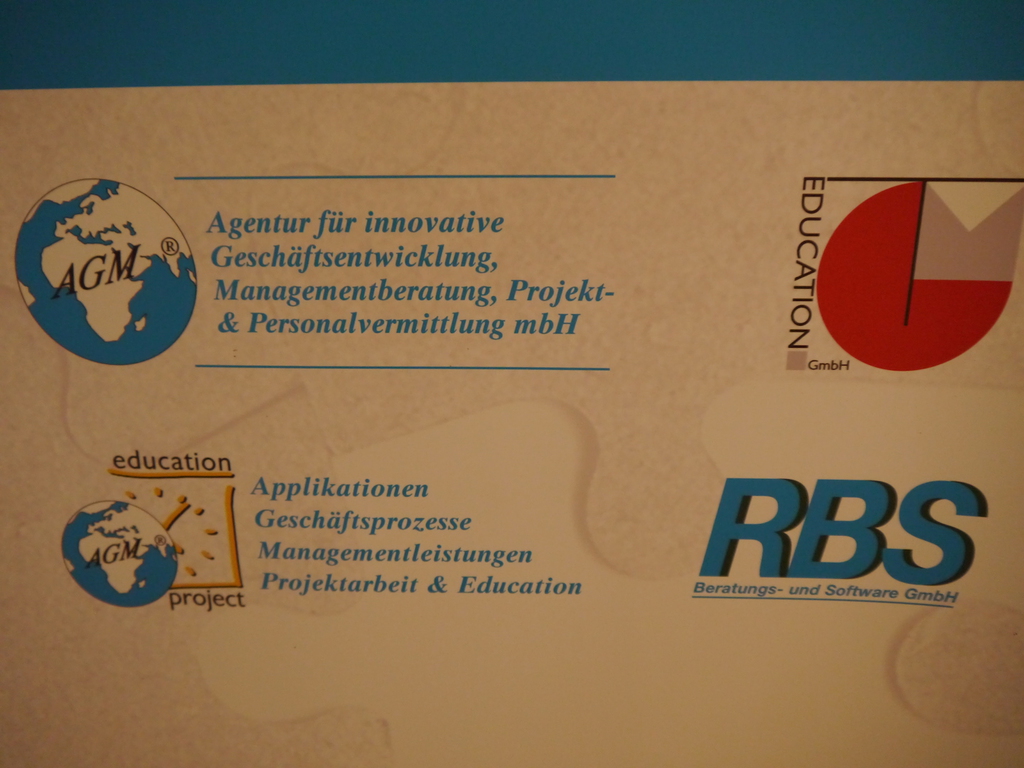 AGM ®
Agentur für innovative
Geschäftsentwicklung,
Managementberatung, Projekt-
& Personalvermittlung mbH
EDUCATION
GmbH
education
AGM ®
project
Applikationen
Geschäftsprozesse
Managementleistungen
Projektarbeit & Education
RBS
Beratungs- und Software GmbH